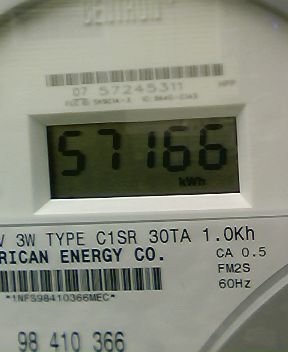 CENTRON
07 57245311
57166
kWh
V 3W TYPE C1SR 30TA 1.0Kh
RICAN ENERGY CO.
CA 0.5
FM2S
60Hz
*1NFS98410366MEC*
98 410 366